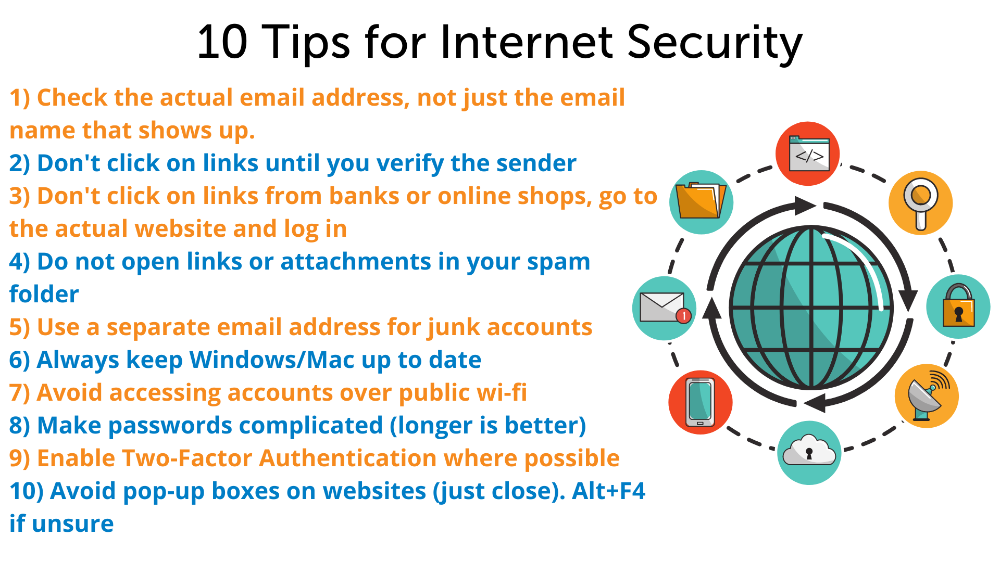 10 Tips for Internet Security
1) Check the actual email address, not just the email
name that shows up.
2) Don't click on links until you verify the sender
3) Don't click on links from banks or online shops, go to
the actual website and log in
4) Do not open links or attachments in your spam
folder
5) Use a separate email address for junk accounts
6) Always keep Windows/Mac up to date
7) Avoid accessing accounts over public wi-fi
8) Make passwords complicated (longer is better)
9) Enable Two-Factor Authentication where possible
10) Avoid pop-up boxes on websites (just close). Alt+F4
if unsure
</>
1